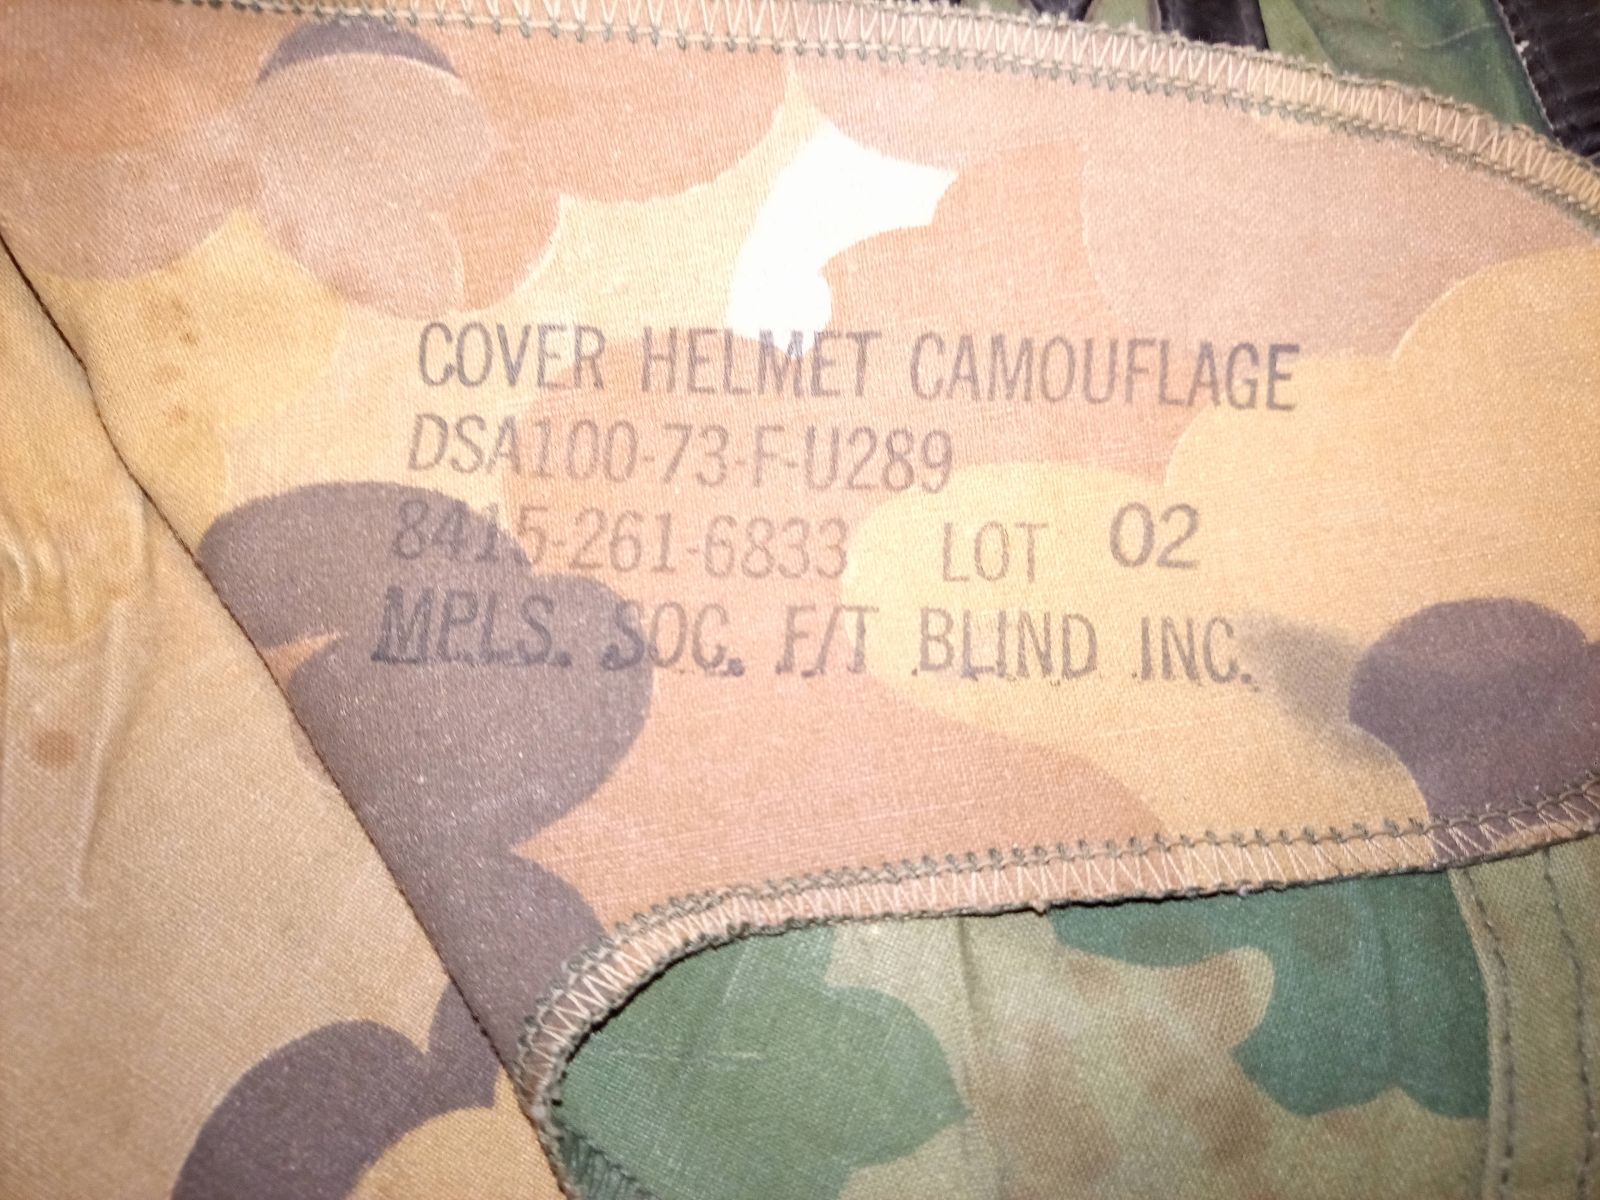 COVER HELMET CAMOUFLAGE
DSA100-73-F-U289
8415-261-6833 LOT 02
MPLS. SOC. F/T BLIND INC.